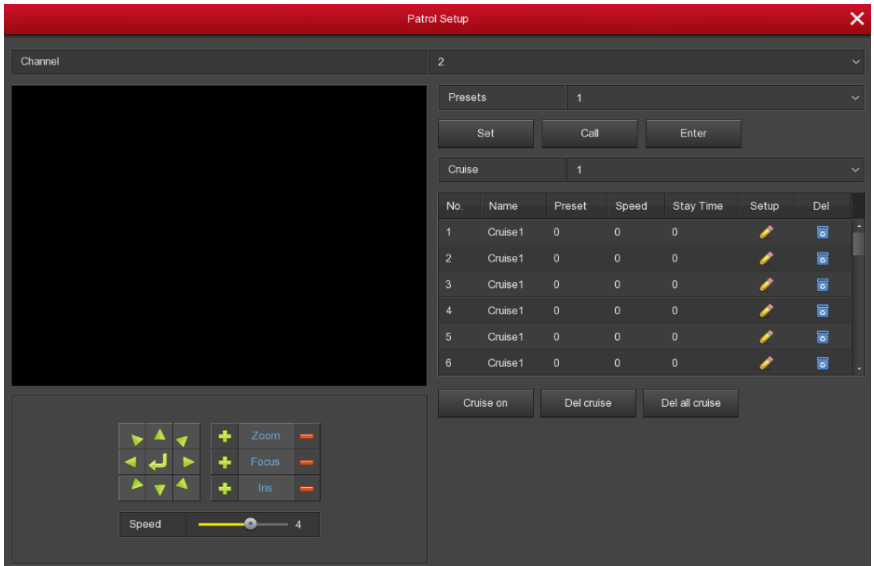 Patrol Setup
Channel 2
Presets 1
Set Call Enter
Cruise 1
No. Name Preset Speed Stay Time Setup Del
1 Cruise1 0 0 0
2 Cruise1 0 0 0
3 Cruise1 0 0 0
4 Cruise1 0 0 0
5 Cruise1 0 0 0
6 Cruise1 0 0 0
Cruise on Del cruise Del all cruise
Zoom
Focus
Iris
Speed 4